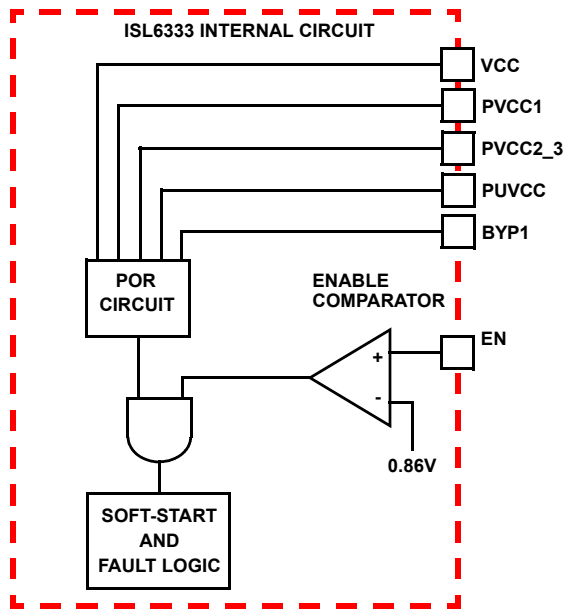 ISL6333 INTERNAL CIRCUIT
VCC
PVCC1
PVCC2_3
PUVCC
BYP1
POR
CIRCUIT
ENABLE
COMPARATOR
EN
+
-
0.86V
SOFT-START
AND
FAULT LOGIC